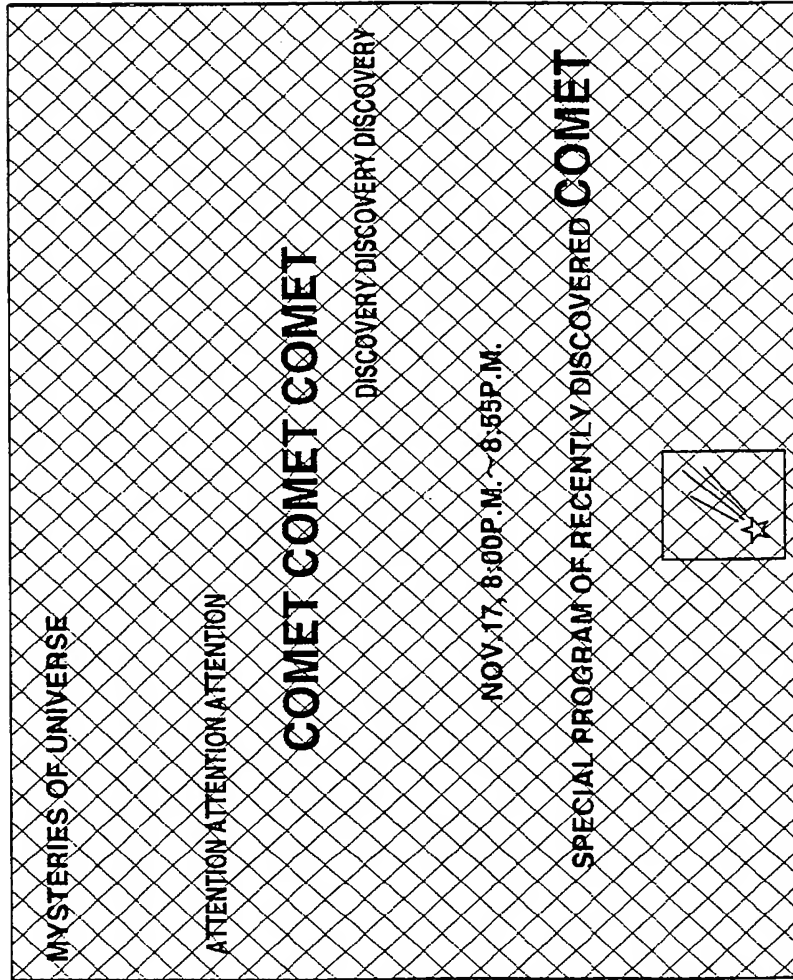 MYSTERIES OF UNIVERSE
ATTENTION ATTENTION ATTENTION
COMET COMET COMET
DISCOVERY DISCOVERY DISCOVERY
NOV.17, 8:00P.M.~8:55P.M.
SPECIAL PROGRAM OF RECENTLY DISCOVERED COMET